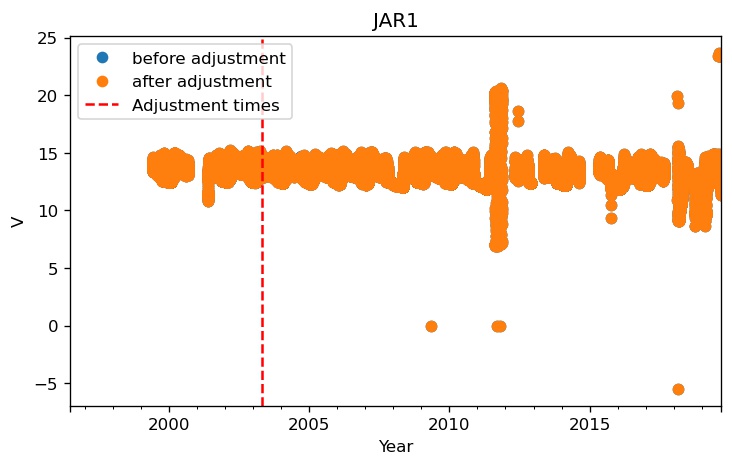 JAR1
before adjustment
after adjustment
Adjustment times
V
25
20
15
10
5
0
−5
2000
2005
2010
2015
Year